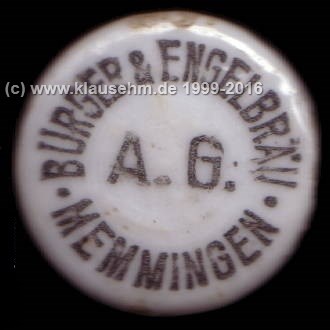 · BÜRGER & ENGELBRÄU ·
A.G.
MEMMINGEN
(c) www.klausehm.de 1999-2016